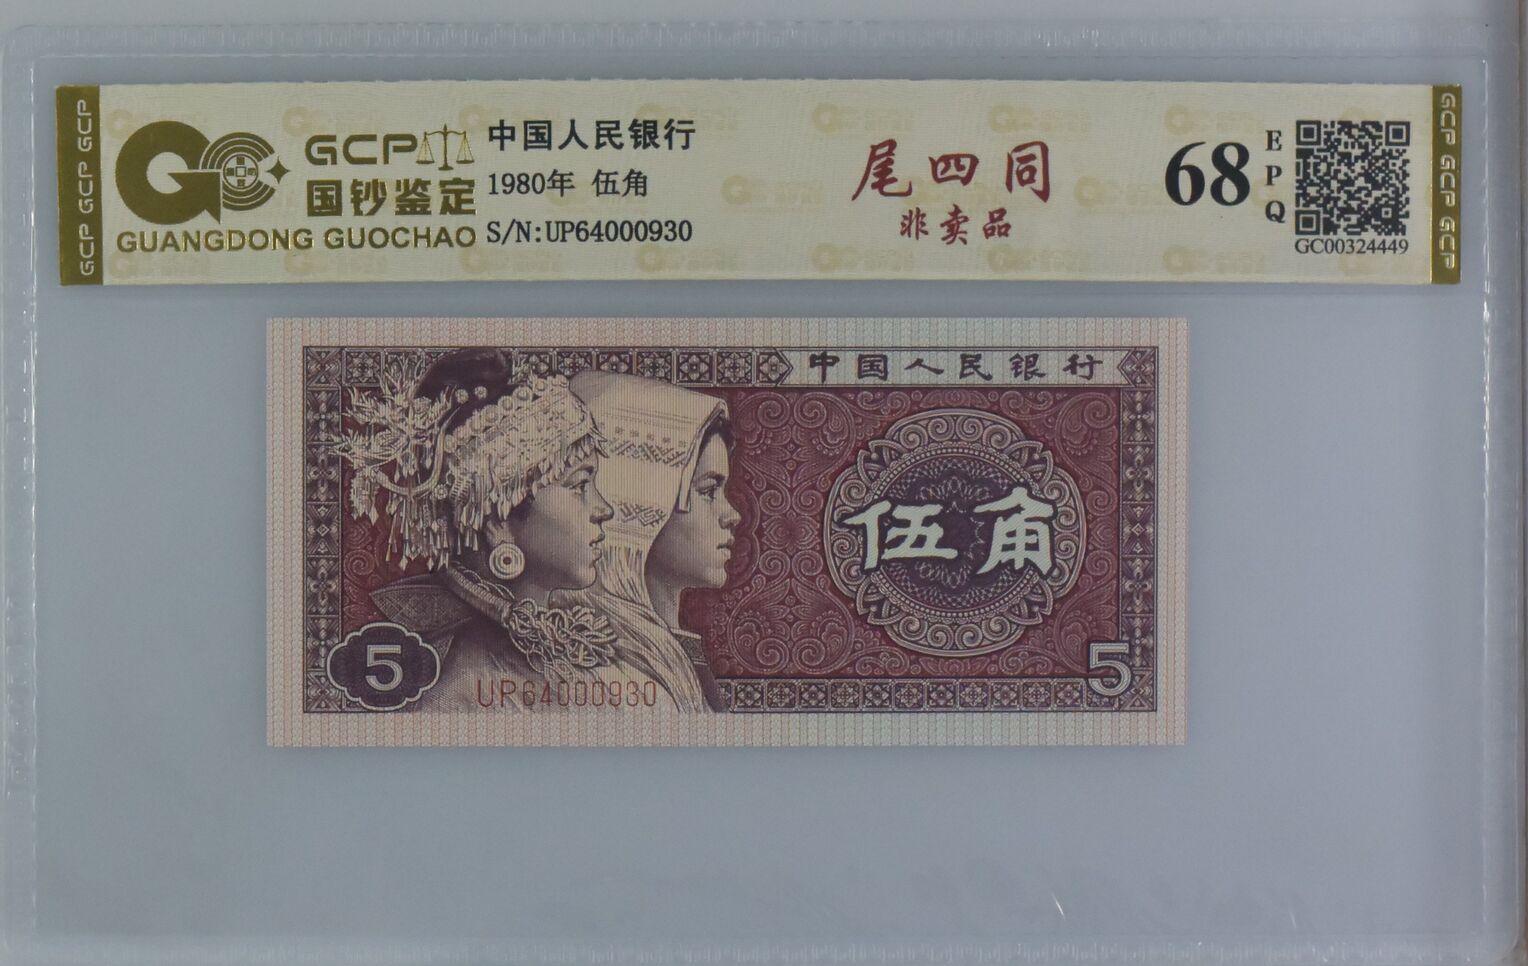 GCP GCP GCP
GCP
国钞鉴定
GUANGDONG GUOCHAO
中国人民银行
1980年 伍角
S/N:UP64000930
尾四同
非卖品
68
EPQ
GC00324449
GCP GCP GCP
中国人民银行
伍角
5
UP64000930
5